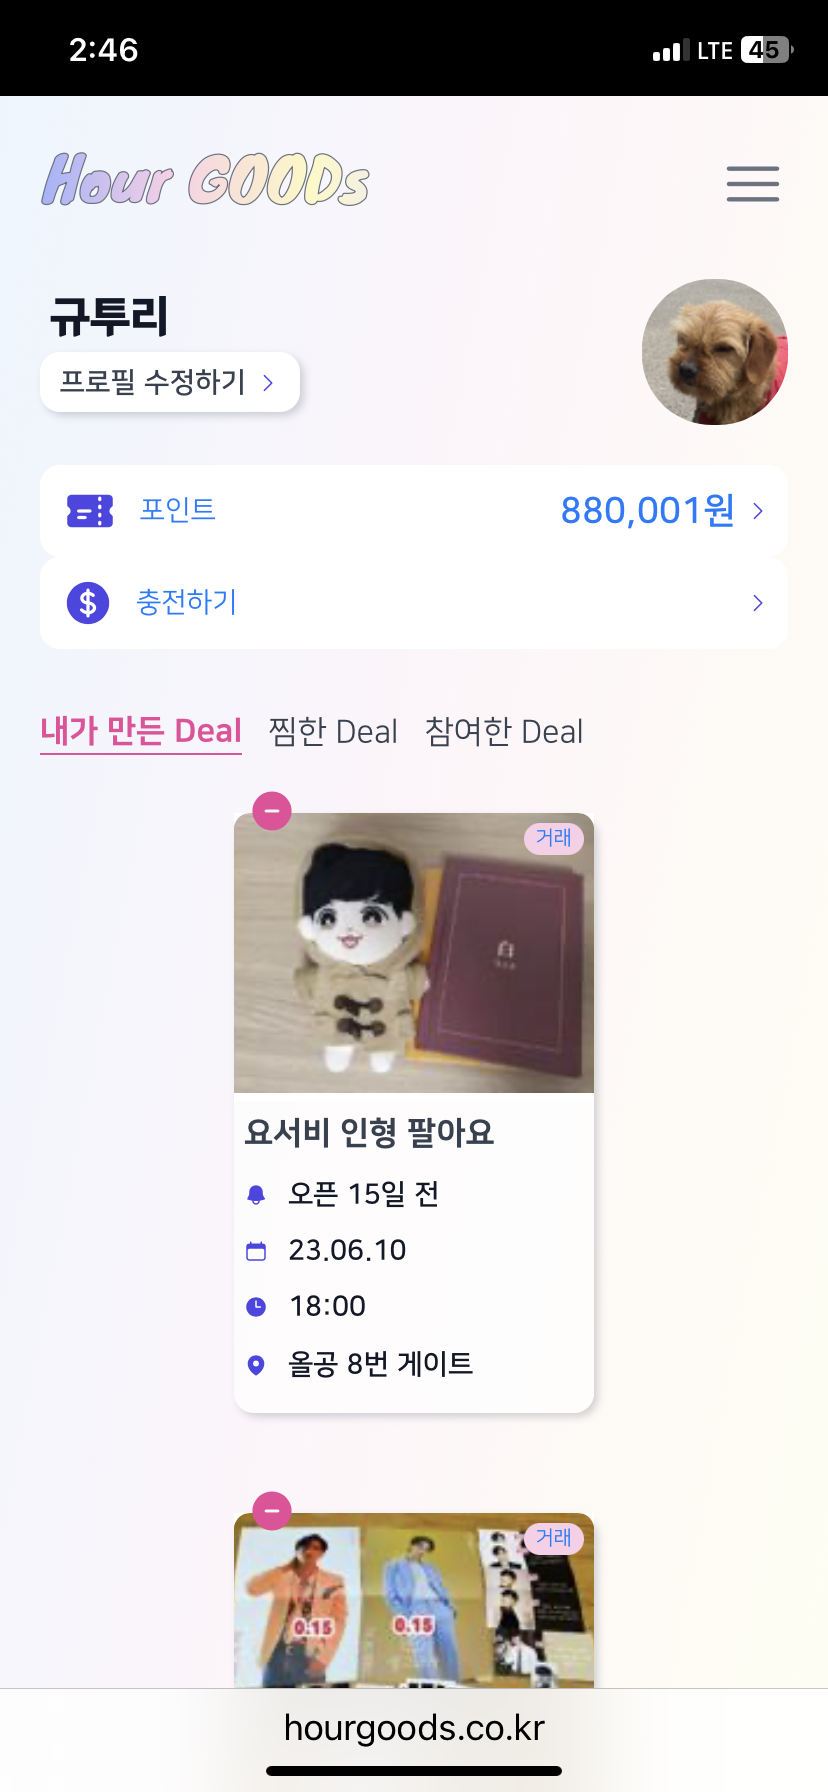 2:46
LTE 45
Hour GOODs
규투리
프로필 수정하기
포인트 880,001원
충전하기
내가 만든 Deal 찜한 Deal 참여한 Deal
거래
요서비 인형 팔아요
오픈 15일 전
23.06.10
18:00
올공 8번 게이트
거래
0.15 0.15
hourgoods.co.kr